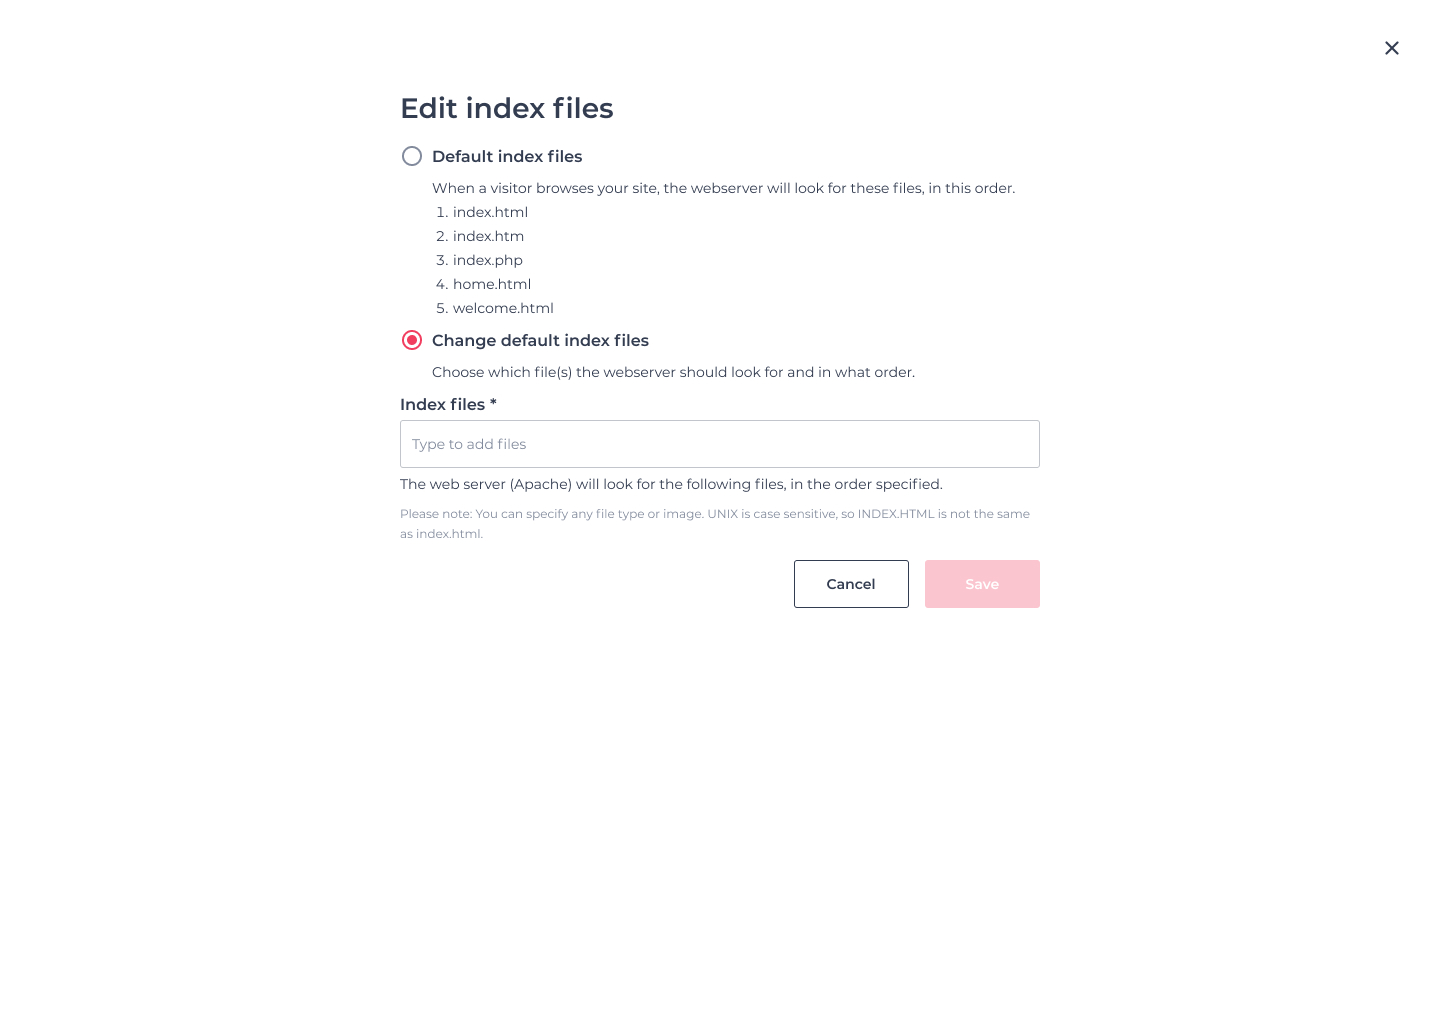 Edit index files
Default index files
When a visitor browses your site, the webserver will look for these files, in this order.
1. index.html
2. index.htm
3. index.php
4. home.html
5. welcome.html
Change default index files
Choose which file(s) the webserver should look for and in what order.
Index files *
Type to add files
The web server (Apache) will look for the following files, in the order specified.
Please note: You can specify any file type or image. UNIX is case sensitive, so INDEX.HTML is not the same
as index.html.
Cancel
Save